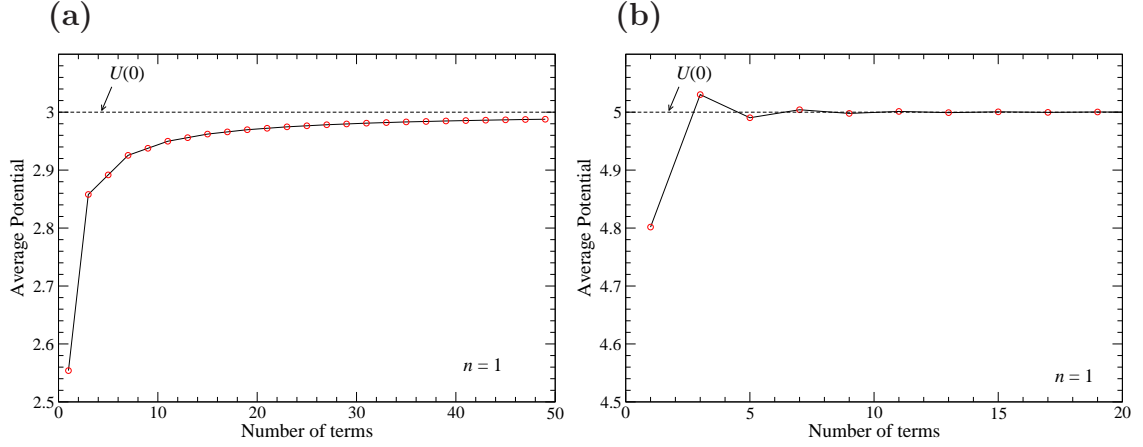 (a)
U(0)
3
2.9
2.8
2.7
2.6
2.5
Average Potential
n = 1
0 10 20 30 40 50
Number of terms
(b)
U(0)
5
4.9
4.8
4.7
4.6
4.5
Average Potential
n = 1
0 5 10 15 20
Number of terms